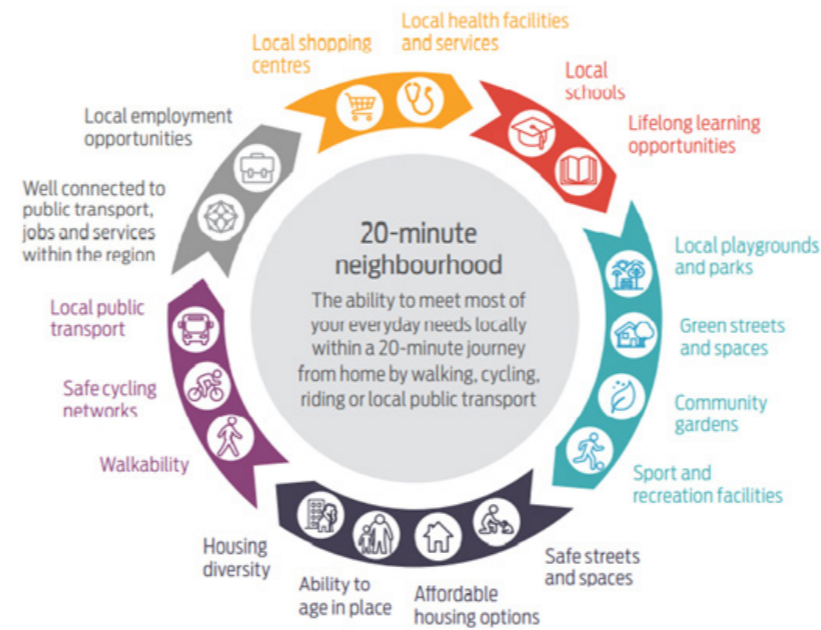 Local health facilities
and services
Local shopping
centres
Local
schools
Lifelong learning
opportunities
Local employment
opportunities
Well connected to
public transport,
jobs and services
within the region
20-minute
neighbourhood
The ability to meet most of
your everyday needs locally
within a 20-minute journey
from home by walking, cycling,
riding or local public transport
Local playgrounds
and parks
Green streets
and spaces
Community
gardens
Sport and
recreation facilities
Local public
transport
Safe cycling
networks
Walkability
Housing
diversity
Ability to
age in place
Affordable
housing options
Safe streets
and spaces